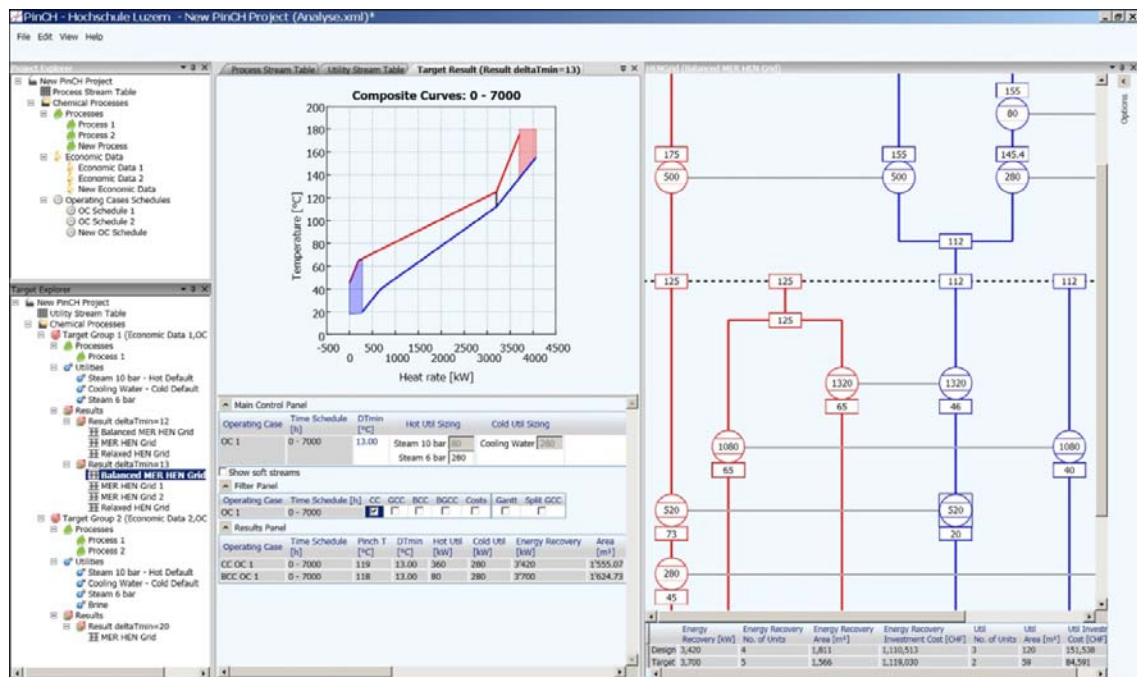 PinCH - Hochschule Luzern - New PinCH Project (Analyse.xml)*
File Edit View Help
Project Explorer
New PinCH Project
Process Stream Table
Chemical Processes
Processes
Process 1
Process 2
New Process
Economic Data
Economic Data 1
Economic Data 2
New Economic Data
Operating Cases Schedules
OC Schedule 1
OC Schedule 2
New OC Schedule
Target Explorer
New PinCH Project
Utility Stream Table
Chemical Processes
Target Group 1 (Economic Data 1,OC
Processes
Process 1
Utilities
Steam 10 bar - Hot Default
Cooling Water - Cold Default
Steam 6 bar
Results
Result deltaTmin=12
Balanced MER HEN Grid
MER HEN Grid
Relaxed HEN Grid
Result deltaTmin=13
Balanced MER HEN Grid
MER HEN Grid 1
MER HEN Grid 2
Relaxed HEN Grid
Target Group 2 (Economic Data 2,OC
Processes
Process 1
Process 2
Utilities
Steam 10 bar - Hot Default
Cooling Water - Cold Default
Steam 6 bar
Brine
Results
Result deltaTmin=20
MER HEN Grid
Process Stream Table Utility Stream Table Target Result (Result deltaTmin=13)
Composite Curves: 0 - 7000
Temperature [ºC]
200
180
160
140
120
100
80
60
40
20
0
-500 500 1500 2500 3500 4500
0 1000 2000 3000 4000
Heat rate [kW]
Main Control Panel
Operating Case Time Schedule [h] DTmin [ºC] Hot Util Sizing Cold Util Sizing
OC 1 0 - 7000 13.00 Steam 10 bar 80 Cooling Water 280
Steam 6 bar 280
Show soft streams
Filter Panel
Operating Case Time Schedule [h] CC GCC BCC BGCC Costs Gantt Split GCC
OC 1 0 - 7000
Results Panel
Operating Case Time Schedule [h] Pinch T [ºC] DTmin [ºC] Hot Util [kW] Cold Util [kW] Energy Recovery [kW] Area [m²]
CC OC 1 0 - 7000 119 13.00 360 280 3'420 1'555.07
BCC OC 1 0 - 7000 118 13.00 80 280 3'700 1'624.73
HENGrid (Balanced MER HEN Grid)
Options
155
80
175 155 145.4
500 500 280
112
125 125 112 112
125
1320 1320
65 46
1080 1080
65 40
520 520
73 20
280
45
Energy Recovery [kW] Energy Recovery No. of Units Energy Recovery Area [m²] Energy Recovery Investment Cost [CHF] Util No. of Units Util Area [m²] Util Investr Cost [CHF]
Design 3,420 4 1,811 1,110,513 3 120 151,538
Target 3,700 5 1,566 1,119,030 2 59 84,591